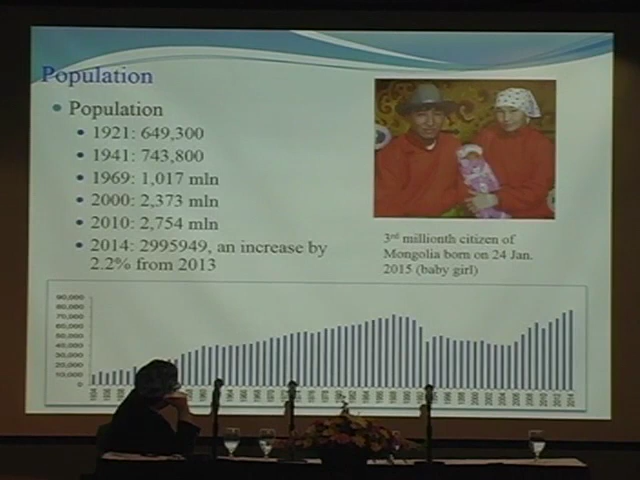 Population
Population
1921: 649,300
1941: 743,800
1969: 1,017 mln
2000: 2,373 mln
2010: 2,754 mln
2014: 2995949, an increase by
2.2% from 2013
3rd millionth citizen of
Mongolia born on 24 Jan.
2015 (baby girl)
90,000
80,000
70,000
60,000
50,000
40,000
30,000
20,000
10,000
0